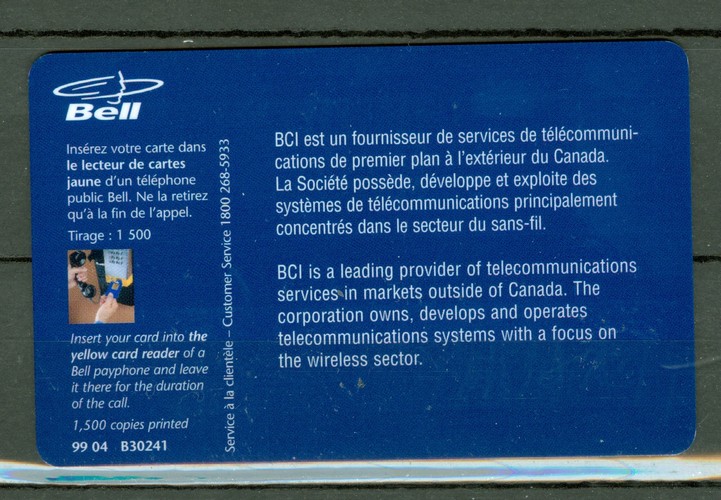 Bell
Insérez votre carte dans
le lecteur de cartes
jaune d'un téléphone
public Bell. Ne la retirez
qu'à la fin de l'appel.
Tirage : 1 500
Insert your card into the
yellow card reader of a
Bell payphone and leave
it there for the duration
of the call.
1,500 copies printed
99 04 B30241
Service à la clientèle – Customer Service 1800 268-5933
BCI est un fournisseur de services de télécommuni-
cations de premier plan à l'extérieur du Canada.
La Société possède, développe et exploite des
systèmes de télécommunications principalement
concentrés dans le secteur du sans-fil.
BCI is a leading provider of telecommunications
services in markets outside of Canada. The
corporation owns, develops and operates
telecommunications systems with a focus on
the wireless sector.